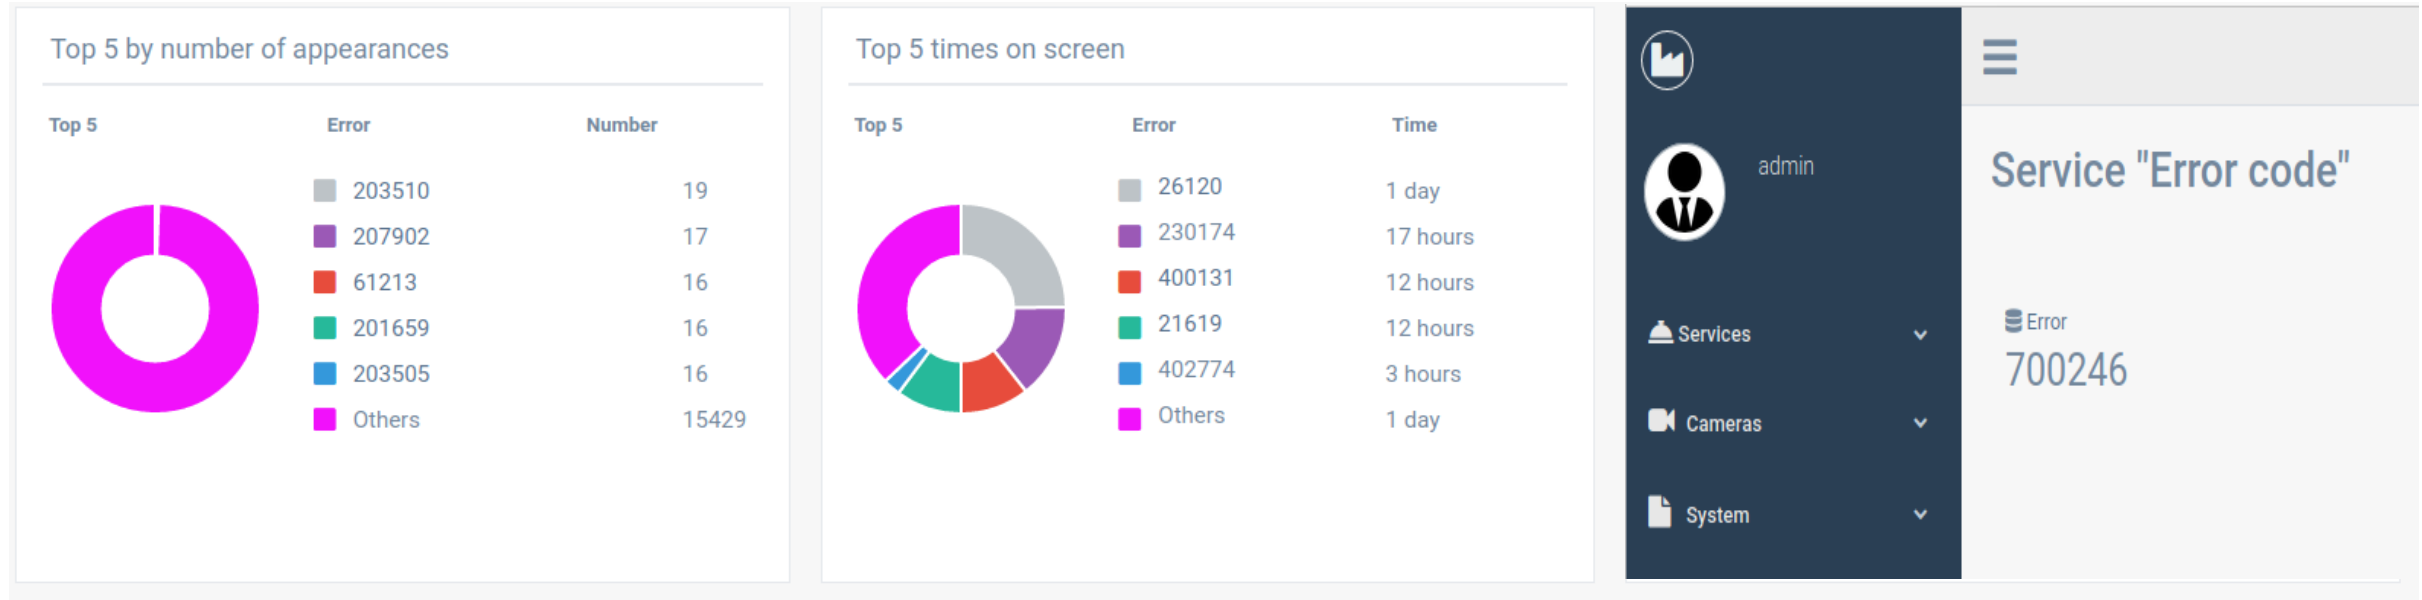 Top 5 by number of appearances
Top 5 Error Number
203510 19
207902 17
61213 16
201659 16
203505 16
Others 15429
Top 5 times on screen
Top 5 Error Time
26120 1 day
230174 17 hours
400131 12 hours
21619 12 hours
402774 3 hours
Others 1 day
admin
Services
Cameras
System
Service "Error code"
Error
700246